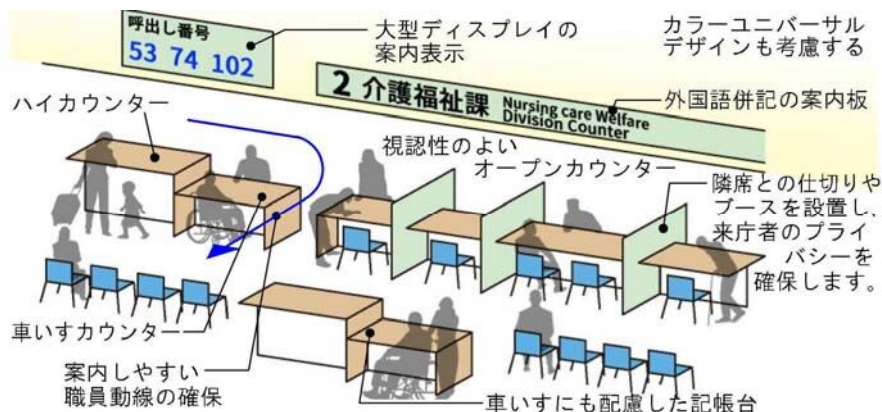 呼出し番号
53 74 102
大型ディスプレイの
案内表示
カラーユニバーサル
デザインも考慮する
2 介護福祉課 Nursing care Welfare
Division Counter
外国語併記の案内板
ハイカウンター
視認性のよい
オープンカウンター
隣席との仕切りや
ブースを設置し、
来庁者のプライ
バシーを
確保します。
車いすカウンター
案内しやすい
職員動線の確保
車いすにも配慮した記帳台